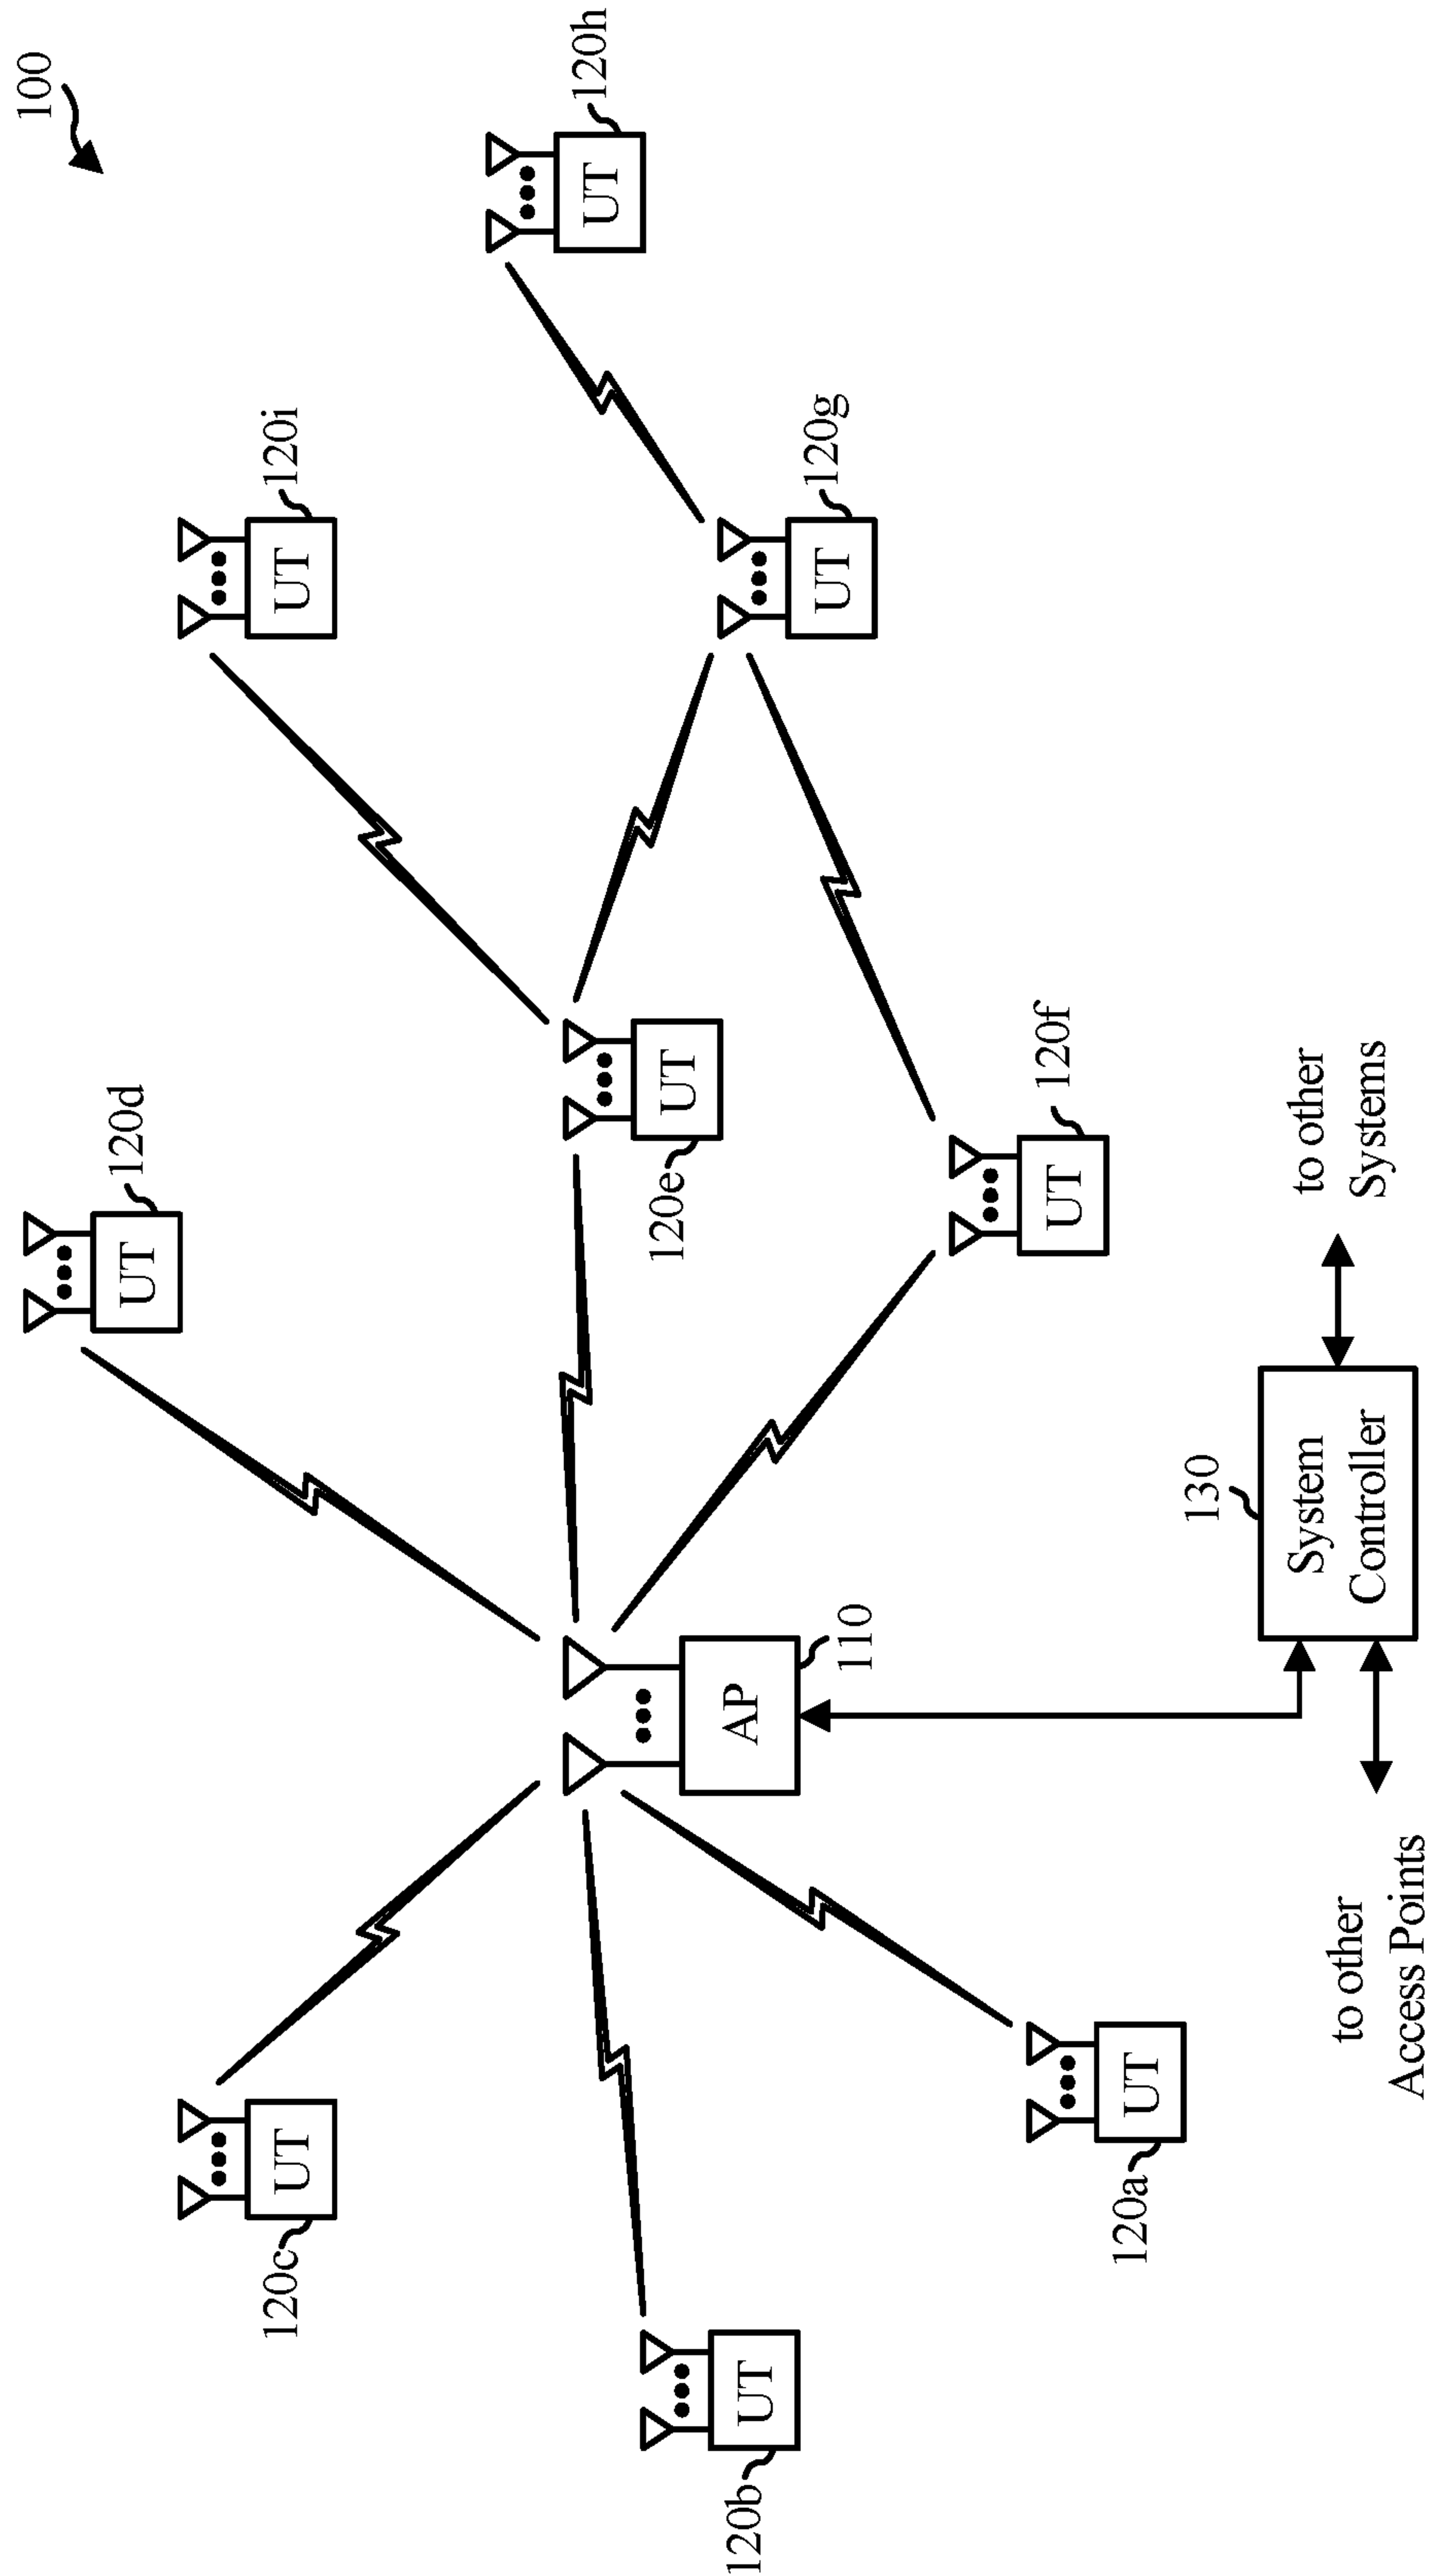 100
120d
UT
120c
UT
120i
UT
120h
UT
120e
UT
120b
UT
AP
110
120g
UT
120f
UT
120a
UT
130
System
Controller
to other
Systems
to other
Access Points